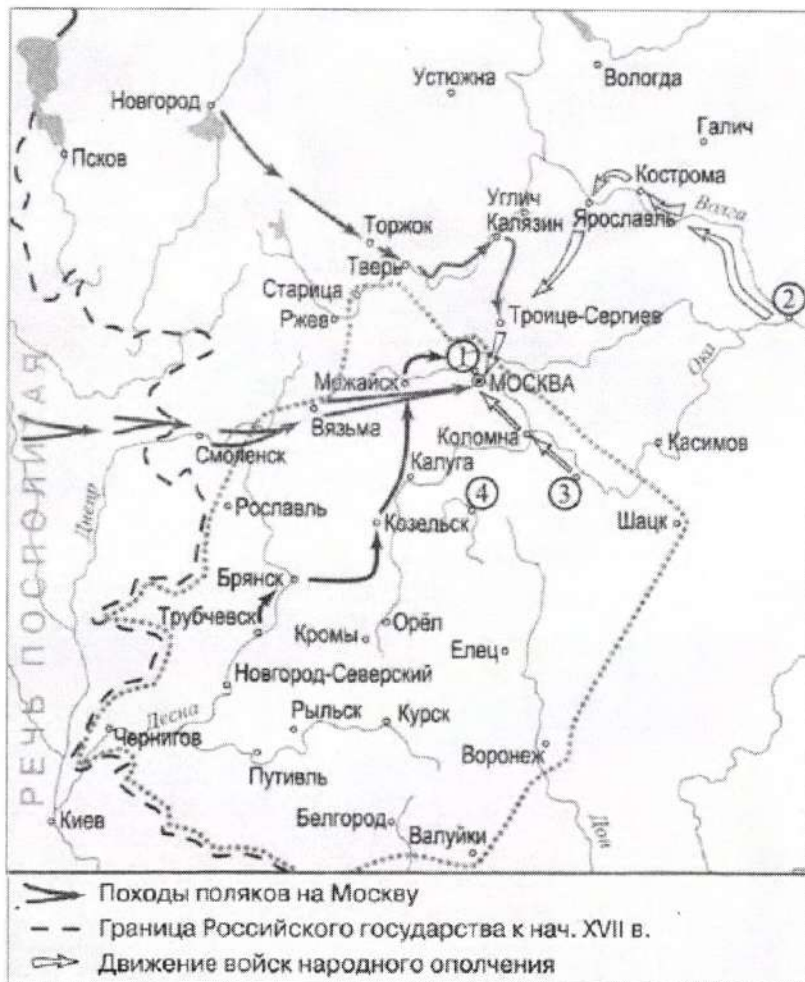 Устюжна
Вологда
Новгород
Галич
Псков
Кострома
Углич
Волга
Калязин
Ярославль
Торжок
Тверь
2
Старица
Троице-Сергиев
Ржев
Ока
1
Можайск
МОСКВА
Вязьма
Коломна
Касимов
Смоленск
Калуга
3
4
Рославль
Козельск
Шацк
Днепр
РЕЧЬ ПОСПОЛИТАЯ
Брянск
Трубчевск
Орёл
Кромы
Елец
Новгород-Северский
Десна
Рыльск
Курск
Чернигов
Воронеж
Путивль
Киев
Белгород
Дон
Валуйки
Походы поляков на Москву
Граница Российского государства к нач. XVII в.
Движение войск народного ополчения